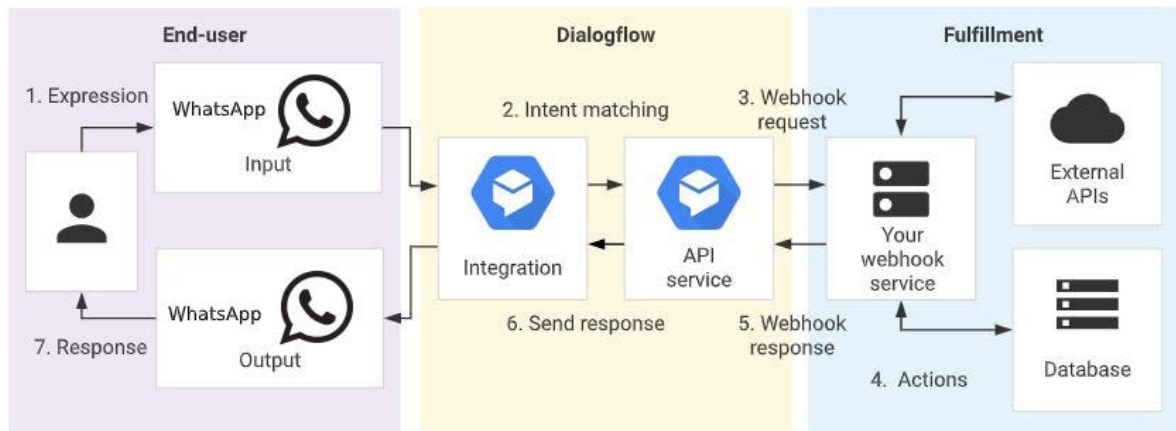 End-user
Dialogflow
Fulfillment
1. Expression
WhatsApp
Input
2. Intent matching
3. Webhook
request
External
APIs
Integration
API
service
Your
webhook
service
WhatsApp
Output
7. Response
6. Send response
5. Webhook
response
4. Actions
Database